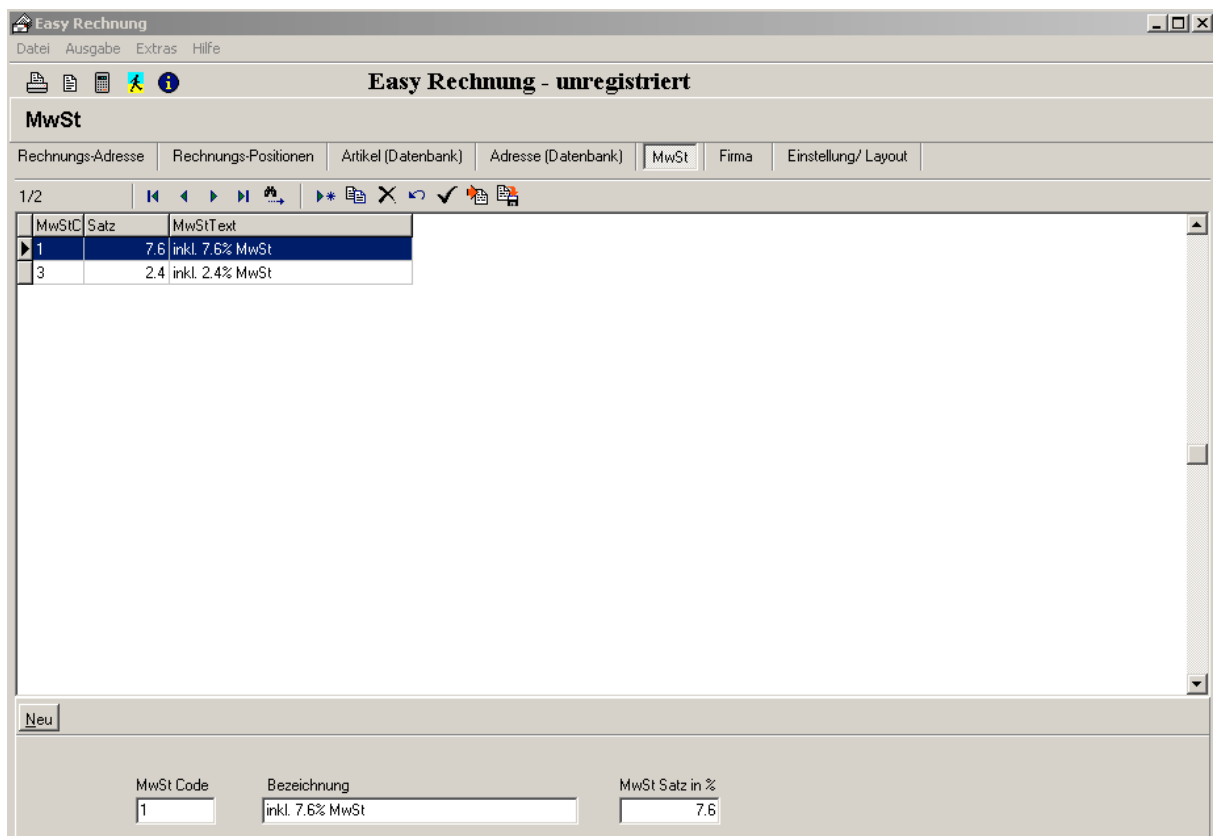 Easy Rechnung
Datei Ausgabe Extras Hilfe
Easy Rechnung - unregistriert
MwSt
Rechnungs-Adresse Rechnungs-Positionen Artikel (Datenbank) Adresse (Datenbank) MwSt Firma Einstellung/ Layout
1/2
MwStC Satz MwStText
1 7.6 inkl. 7.6% MwSt
3 2.4 inkl. 2.4% MwSt
Neu
MwSt Code Bezeichnung MwSt Satz in %
1 inkl. 7.6% MwSt 7.6